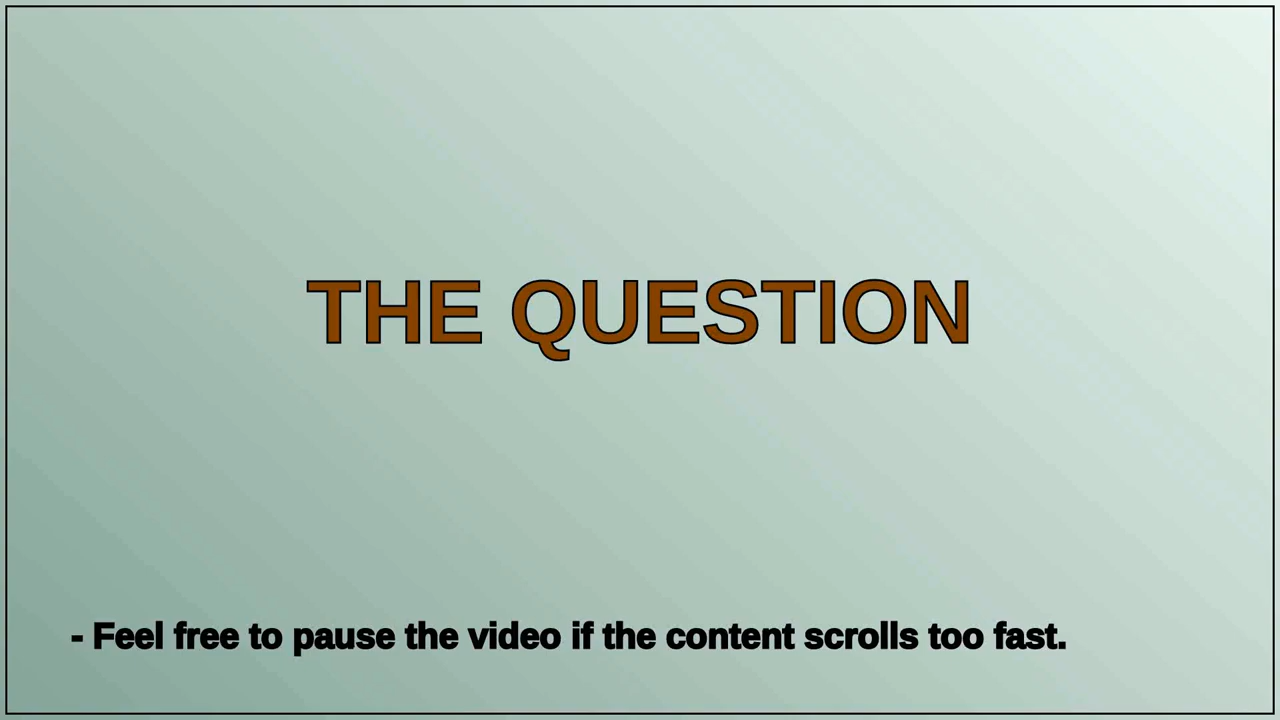 THE QUESTION
- Feel free to pause the video if the content scrolls too fast.